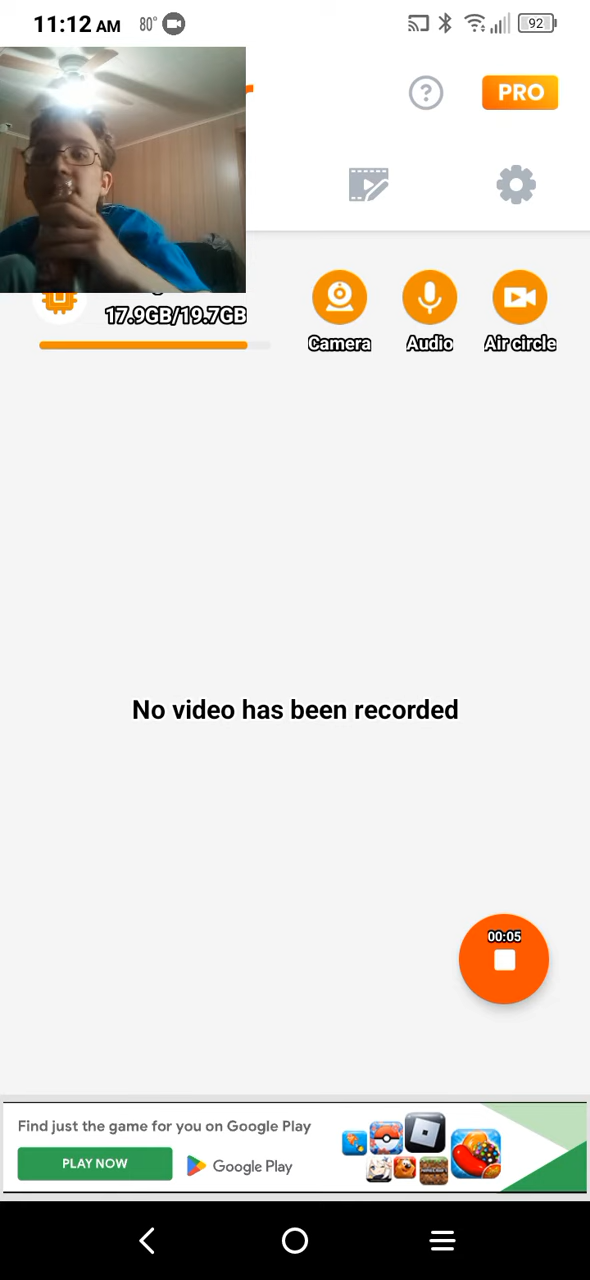 11:12 AM 80° 92
PRO
17.9GB/19.7GB
Camera Audio Air circle
No video has been recorded
00:05
Find just the game for you on Google Play
PLAY NOW
Google Play